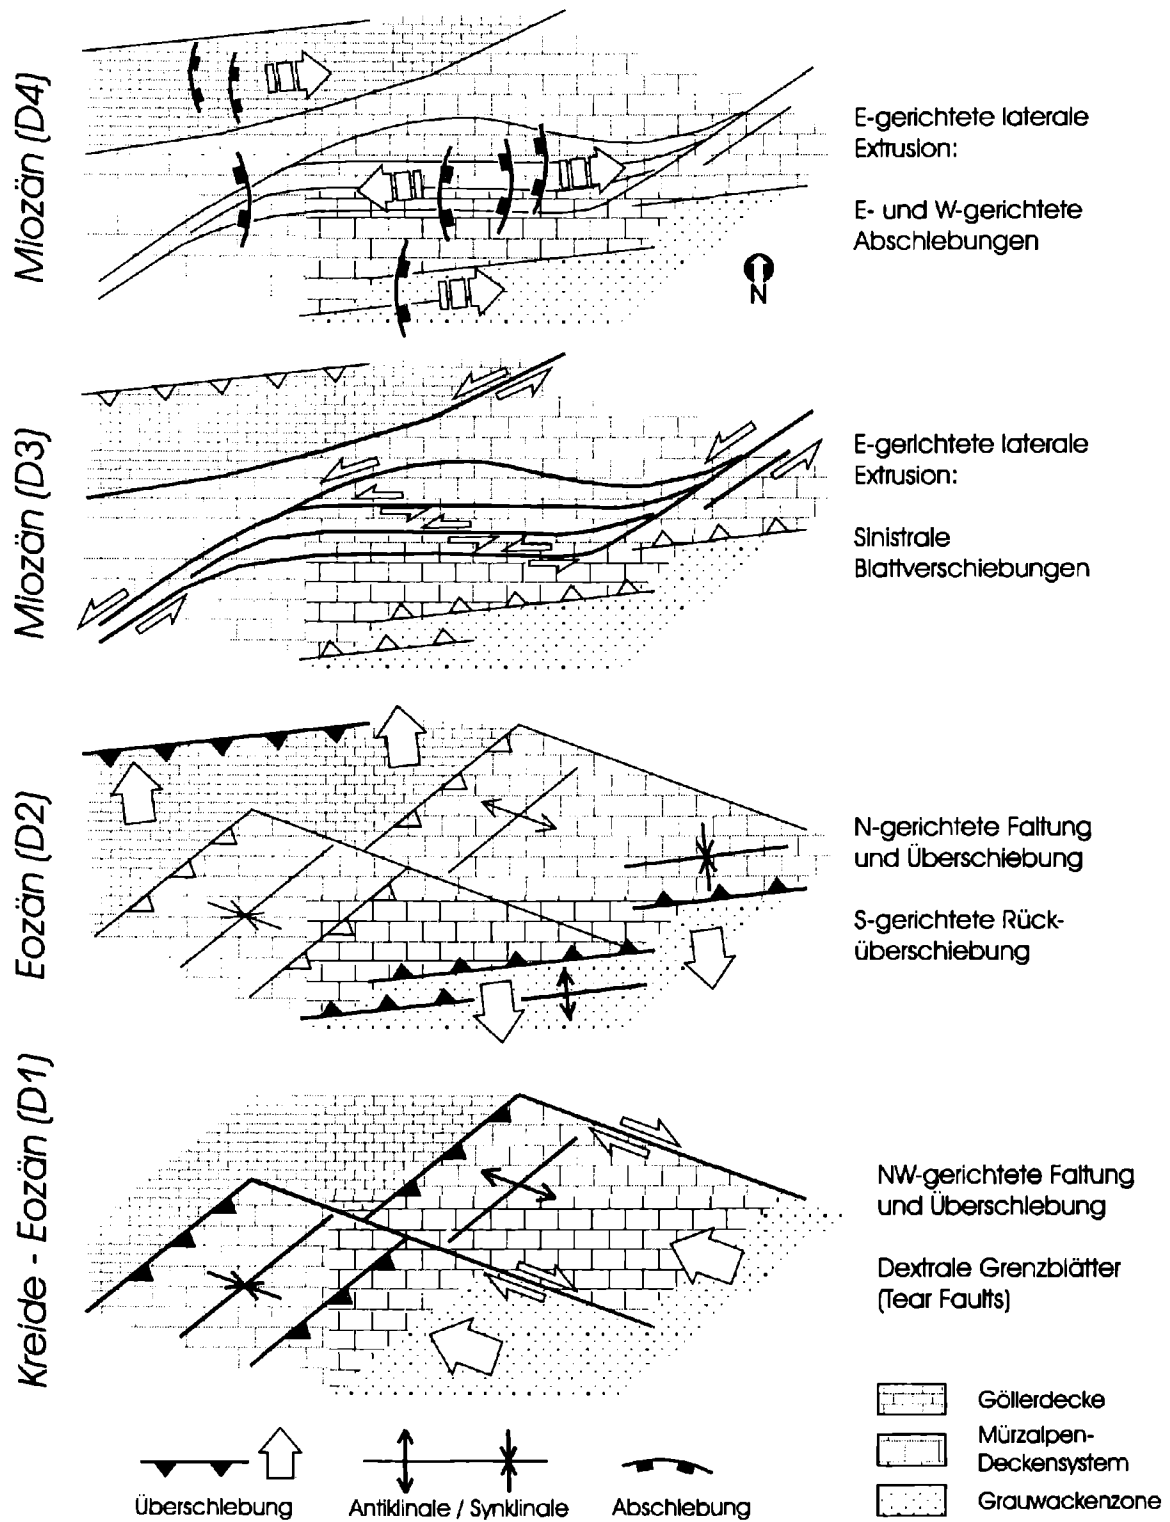 Miozän (D4)
E-gerichtete laterale
Extrusion:
E- und W-gerichtete
Abschiebungen
N
Miozän (D3)
E-gerichtete laterale
Extrusion:
Sinistrale
Blattverschiebungen
Eozän (D2)
N-gerichtete Faltung
und Überschiebung
S-gerichtete Rück-
überschiebung
Kreide - Eozän (D1)
NW-gerichtete Faltung
und Überschiebung
Dextrale Grenzblätter
(Tear Faults)
Göllerdecke
Mürzalpen-
Deckensystem
Grauwackenzone
Überschiebung
Antiklinale / Synklinale
Abschiebung